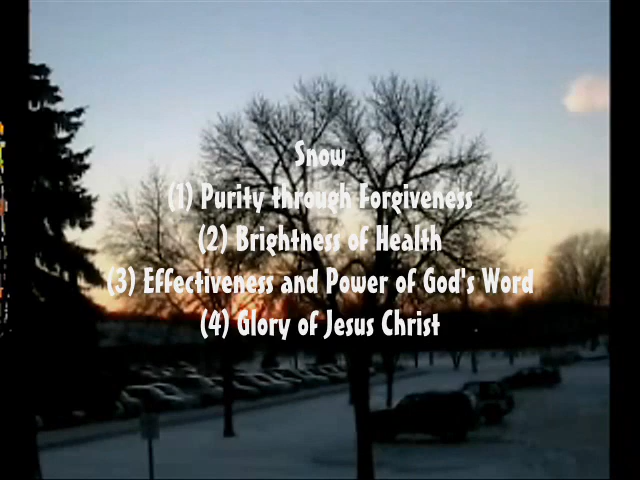 Snow
(1) Purity through Forgiveness
(2) Brightness of Health
(3) Effectiveness and Power of God's Word
(4) Glory of Jesus Christ